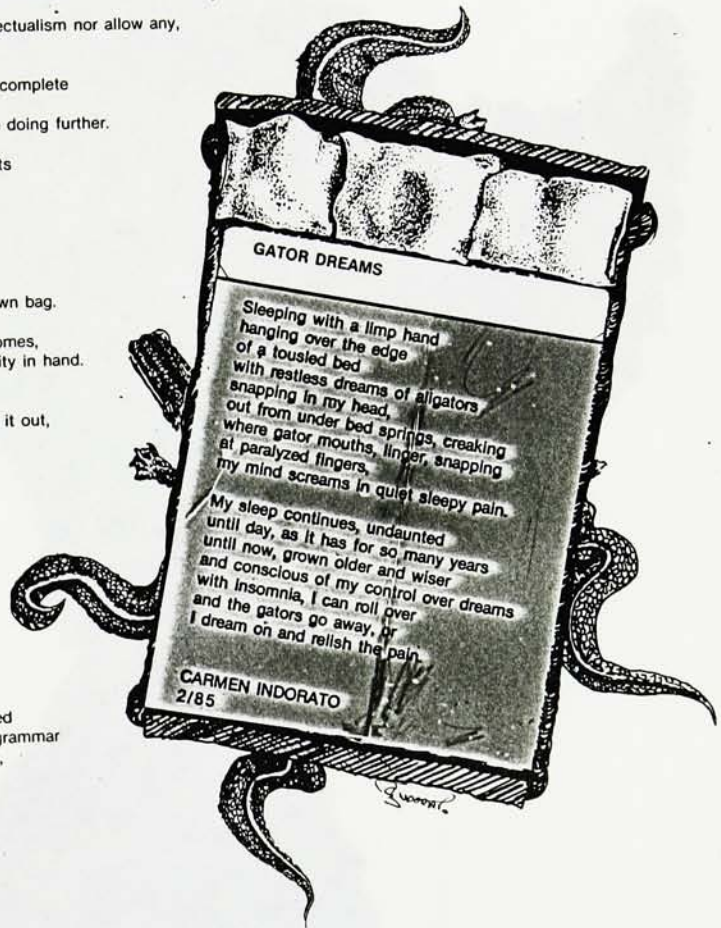 ectualism nor allow any,
complete
doing further.
ts
wn bag.
omes,
ity in hand.
it out,
ed
grammar
GATOR DREAMS
Sleeping with a limp hand
hanging over the edge
of a tousled bed
with restless dreams of aligators
snapping in my head,
out from under bed springs, creaking
where gator mouths, linger, snapping
at paralyzed fingers,
my mind screams in quiet sleepy pain.
My sleep continues, undaunted
until day, as it has for so many years
until now, grown older and wiser
and conscious of my control over dreams
with insomnia, I can roll over
and the gators go away, or
I dream on and relish the pain.
CARMEN INDORATO
2/85